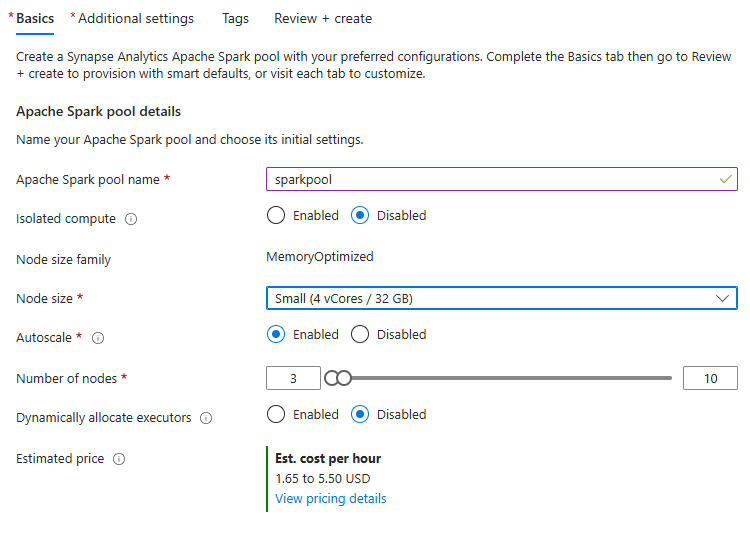 * Basics * Additional settings Tags Review + create
Create a Synapse Analytics Apache Spark pool with your preferred configurations. Complete the Basics tab then go to Review
+ create to provision with smart defaults, or visit each tab to customize.
Apache Spark pool details
Name your Apache Spark pool and choose its initial settings.
Apache Spark pool name * sparkpool
Isolated compute Enabled Disabled
Node size family MemoryOptimized
Node size * Small (4 vCores / 32 GB)
Autoscale * Enabled Disabled
Number of nodes * 3 10
Dynamically allocate executors Enabled Disabled
Estimated price Est. cost per hour
1.65 to 5.50 USD
View pricing details